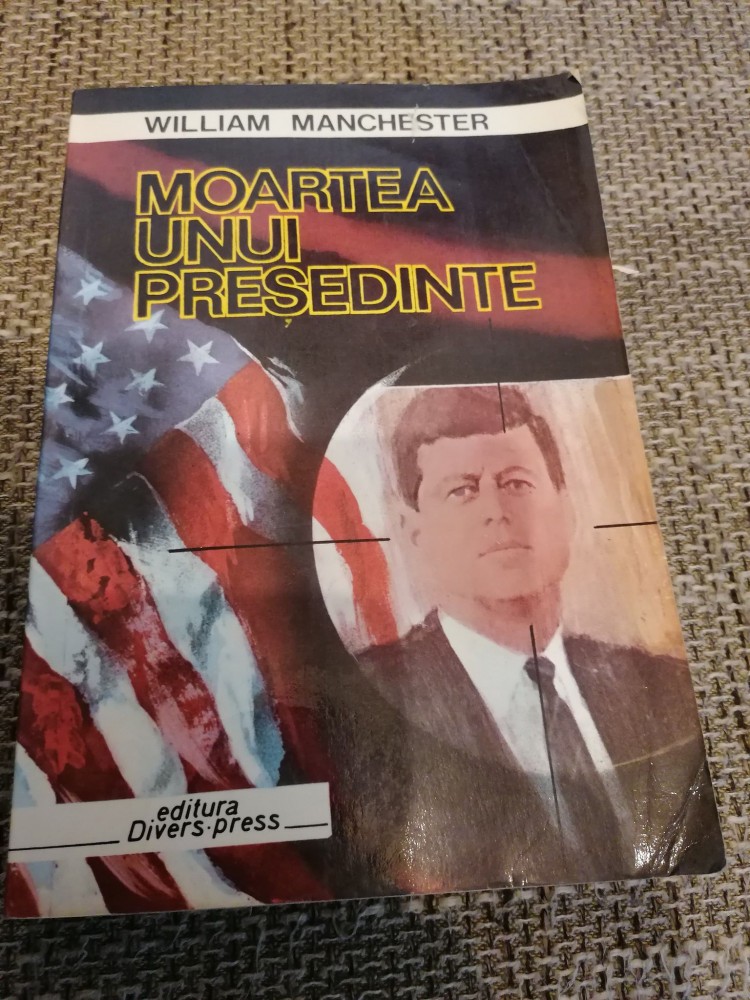 WILLIAM MANCHESTER
MOARTEA
UNUI
PREȘEDINTE
editura
Divers·press